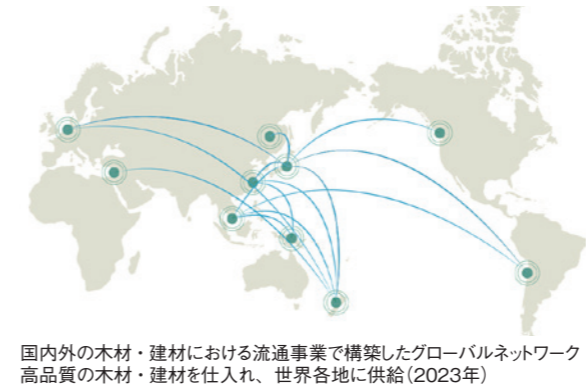 国内外の木材・建材における流通事業で構築したグローバルネットワーク
高品質の木材・建材を仕入れ、世界各地に供給（2023年）